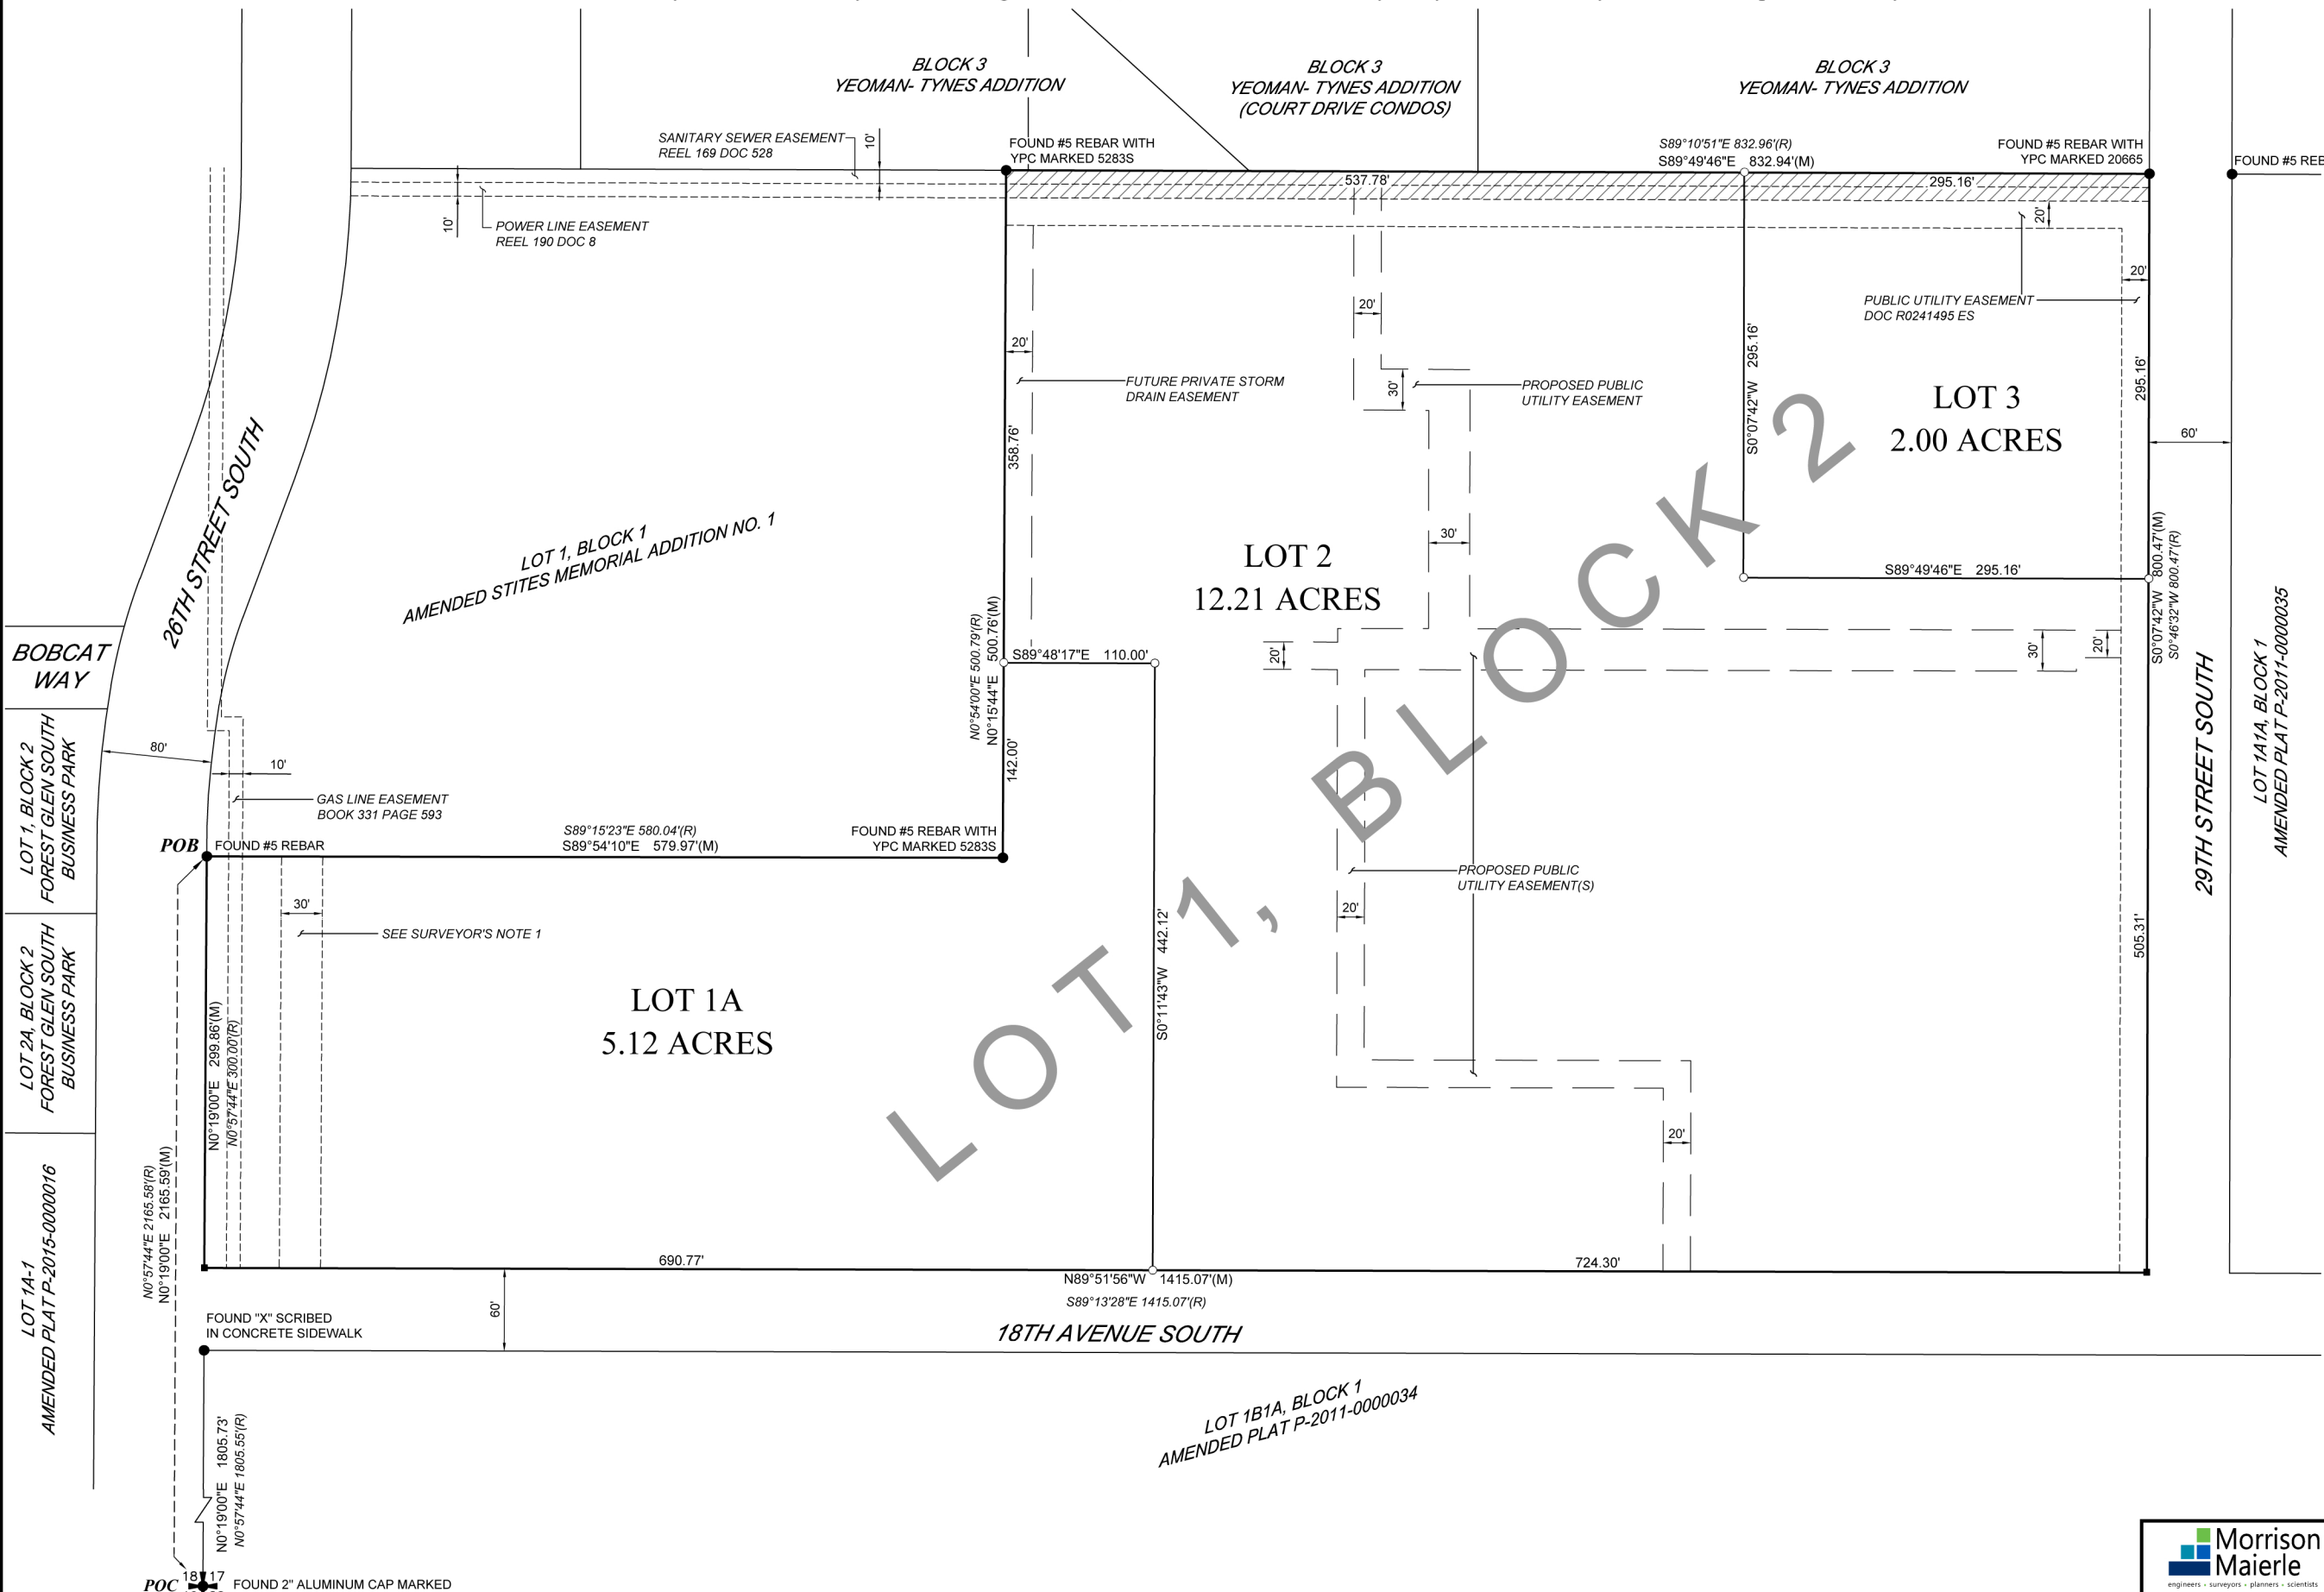 BLOCK 3
YEOMAN- TYNES ADDITION
BLOCK 3
YEOMAN- TYNES ADDITION
(COURT DRIVE CONDOS)
BLOCK 3
YEOMAN- TYNES ADDITION
SANITARY SEWER EASEMENT
REEL 169 DOC 528
10'
FOUND #5 REBAR WITH
YPC MARKED 5283S
S89°10'51"E 832.96'(R)
S89°49'46"E 832.94'(M)
FOUND #5 REBAR WITH
YPC MARKED 20665
FOUND #5 REB
537.78'
295.16'
10'
POWER LINE EASEMENT
REEL 190 DOC 8
20'
20'
PUBLIC UTILITY EASEMENT
DOC R0241495 ES
20'
20'
FUTURE PRIVATE STORM
DRAIN EASEMENT
30'
PROPOSED PUBLIC
UTILITY EASEMENT
S0°07'42"W 295.16'
295.16'
LOT 3
2.00 ACRES
60'
358.76'
26TH STREET SOUTH
LOT 1, BLOCK 1
AMENDED STITES MEMORIAL ADDITION NO. 1
LOT 2
12.21 ACRES
30'
S89°49'46"E 295.16'
S0°07'42"W 800.47'(M)
S0°46'32"W 800.47'(R)
LOT 1A1A, BLOCK 1
AMENDED PLAT P-2011-0000035
29TH STREET SOUTH
BOBCAT
WAY
N0°54'00"E 500.79'(R)
N0°15'44"E 500.76'(M)
S89°48'17"E 110.00'
20'
30'
20'
142.00'
LOT 1, BLOCK 2
FOREST GLEN SOUTH
BUSINESS PARK
80'
10'
GAS LINE EASEMENT
BOOK 331 PAGE 593
POB
FOUND #5 REBAR
S89°15'23"E 580.04'(R)
S89°54'10"E 579.97'(M)
FOUND #5 REBAR WITH
YPC MARKED 5283S
LOT 1, BLOCK 2
PROPOSED PUBLIC
UTILITY EASEMENT(S)
20'
30'
SEE SURVEYOR'S NOTE 1
S0°11'43"W 442.12'
505.31'
LOT 2A, BLOCK 2
FOREST GLEN SOUTH
BUSINESS PARK
LOT 1A
5.12 ACRES
N0°19'00"E 299.86'(M)
N0°57'44"E 300.00'(R)
20'
N0°57'44"E 2165.58'(R)
N0°19'00"E 2165.59'(M)
LOT 1A-1
AMENDED PLAT P-2015-0000016
690.77'
724.30'
N89°51'56"W 1415.07'(M)
S89°13'28"E 1415.07'(R)
60'
FOUND "X" SCRIBED
IN CONCRETE SIDEWALK
18TH AVENUE SOUTH
LOT 1B1A, BLOCK 1
AMENDED PLAT P-2011-0000034
N0°19'00"E 1805.73'
N0°57'44"E 1805.55'(R)
POC
18 17
FOUND 2" ALUMINUM CAP MARKED
Morrison
Maierle
engineers - surveyors - planners - scientists